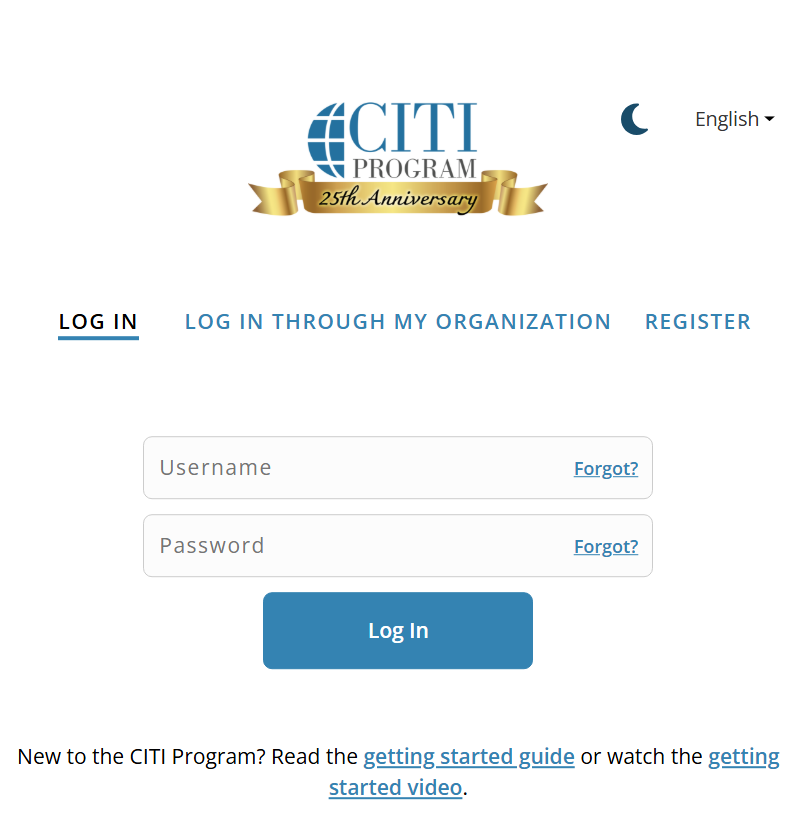 CITI
PROGRAM
25th Anniversary
English
LOG IN
LOG IN THROUGH MY ORGANIZATION
REGISTER
Username
Forgot?
Password
Forgot?
Log In
New to the CITI Program? Read the getting started guide or watch the getting
started video.